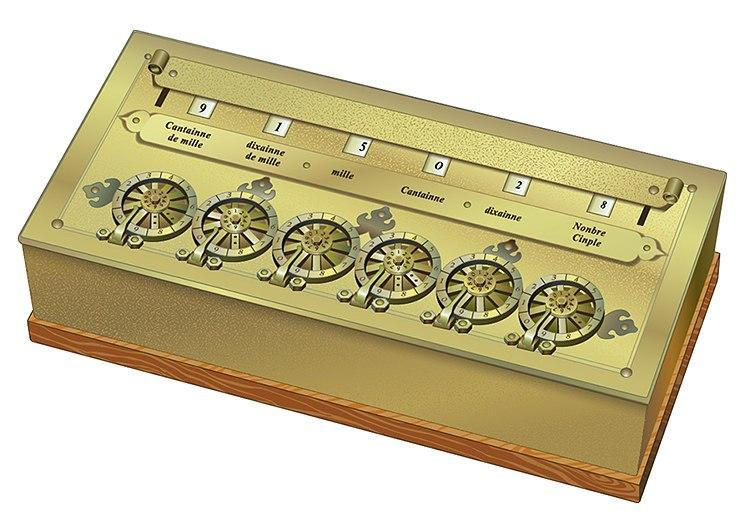 9 1 5 0 2 8
Cantainne
de mille
dixainne
de mille
mille
Cantainne
dixainne
Nonbre
Cinple